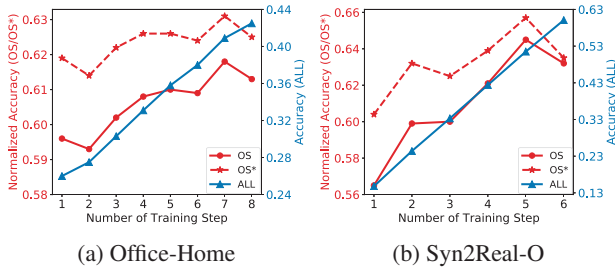 Normalized Accuracy (OS/OS*)
0.63
0.62
0.61
0.60
0.59
0.58
0.44
0.40
0.36
0.32
0.28
0.24
Accuracy (ALL)
OS
OS*
ALL
1 2 3 4 5 6 7 8
Number of Training Step
(a) Office-Home
Normalized Accuracy (OS/OS*)
0.66
0.64
0.62
0.60
0.58
0.56
0.63
0.53
0.43
0.33
0.23
0.13
Accuracy (ALL)
OS
OS*
ALL
1 2 3 4 5 6
Number of Training Step
(b) Syn2Real-O